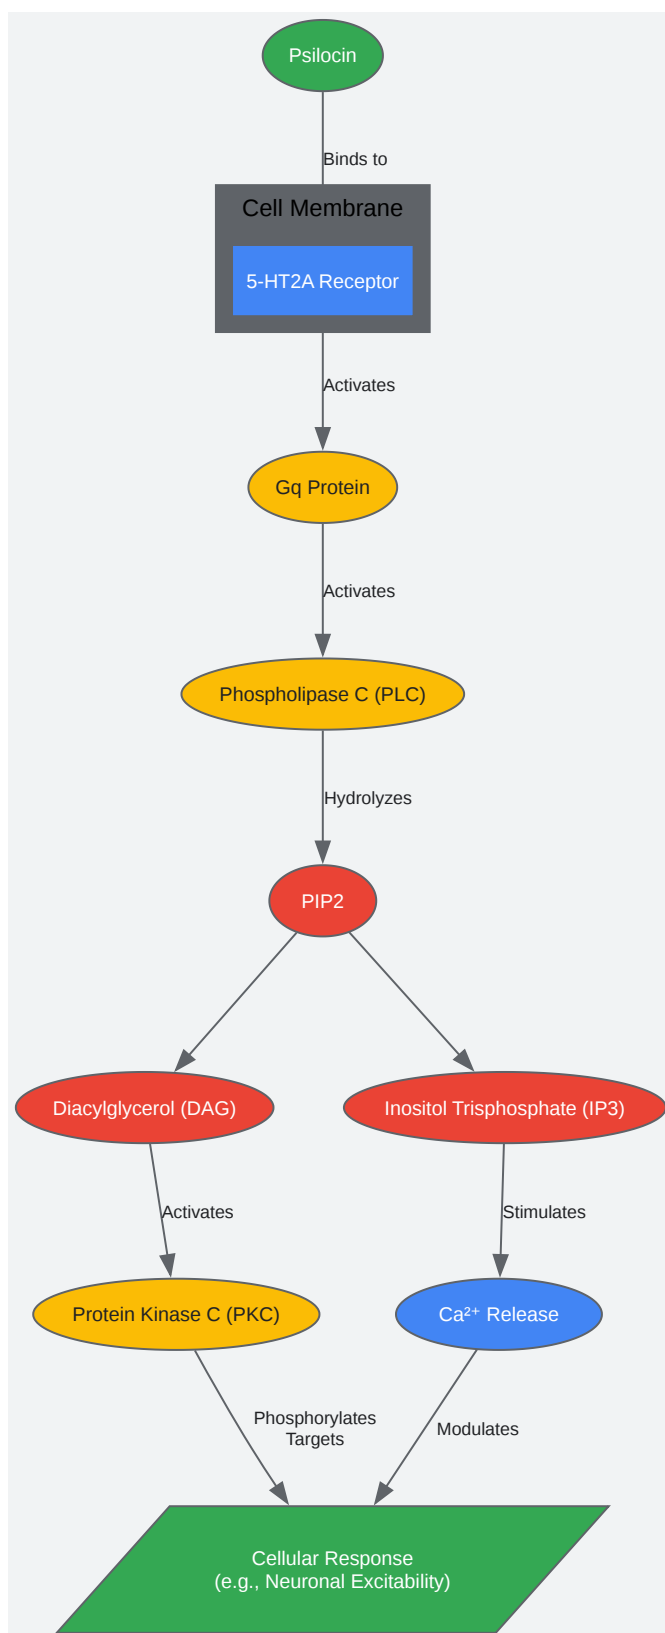 Psilocin
Binds to
Cell Membrane
5-HT2A Receptor
Activates
Gq Protein
Activates
Phospholipase C (PLC)
Hydrolyzes
PIP2
Diacylglycerol (DAG)
Inositol Trisphosphate (IP3)
Activates
Stimulates
Protein Kinase C (PKC)
Ca²⁺ Release
Phosphorylates
Targets
Modulates
Cellular Response
(e.g., Neuronal Excitability)